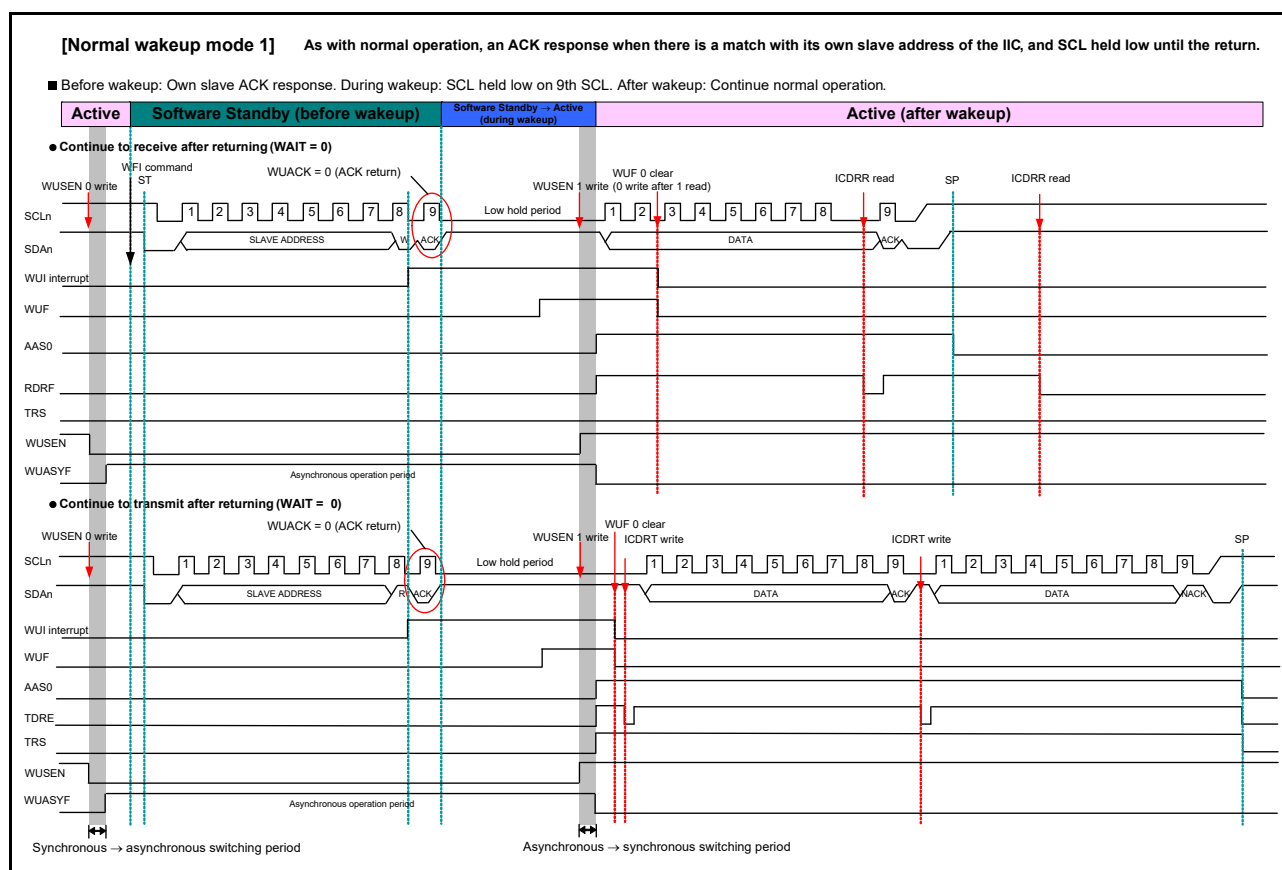 [Normal wakeup mode 1] As with normal operation, an ACK response when there is a match with its own slave address of the IIC, and SCL held low until the return.
■ Before wakeup: Own slave ACK response. During wakeup: SCL held low on 9th SCL. After wakeup: Continue normal operation.
Active Software Standby (before wakeup) Software Standby → Active (during wakeup) Active (after wakeup)
● Continue to receive after returning (WAIT = 0)
WFI command
ST
WUSEN 0 write
WUACK = 0 (ACK return)
WUSEN 1 write
WUF 0 clear
(0 write after 1 read)
ICDRR read
SP
ICDRR read
SCLn 1 2 3 4 5 6 7 8 9 Low hold period 1 2 3 4 5 6 7 8 9
SDAn SLAVE ADDRESS W ACK DATA ACK
WUI interrupt
WUF
AAS0
RDRF
TRS
WUSEN
WUASYF Asynchronous operation period
● Continue to transmit after returning (WAIT = 0)
WUSEN 0 write
WUACK = 0 (ACK return)
WUSEN 1 write
WUF 0 clear
ICDRT write
ICDRT write
SP
SCLn 1 2 3 4 5 6 7 8 9 Low hold period 1 2 3 4 5 6 7 8 9 1 2 3 4 5 6 7 8 9
SDAn SLAVE ADDRESS R ACK DATA ACK DATA NACK
WUI interrupt
WUF
AAS0
TDRE
TRS
WUSEN
WUASYF Asynchronous operation period
Synchronous → asynchronous switching period
Asynchronous → synchronous switching period